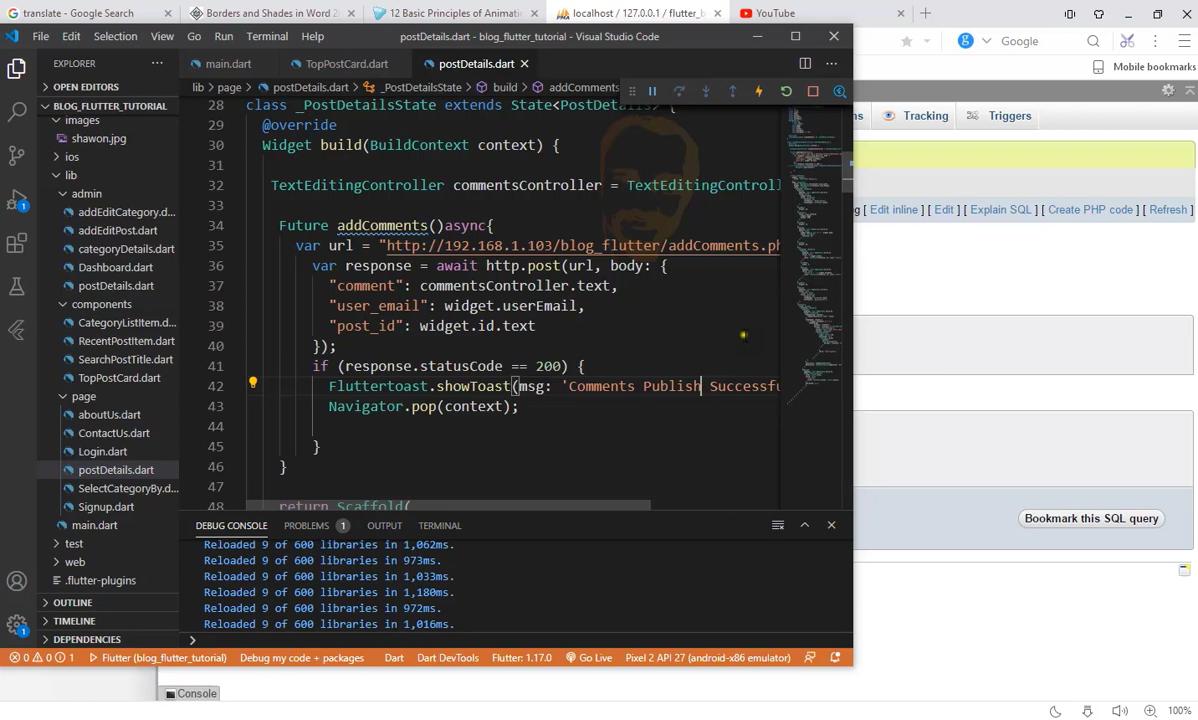 translate - Google Search
Borders and Shades in Word 2
12 Basic Principles of Animati
localhost / 127.0.0.1 / flutter_b
YouTube
File Edit Selection View Go Run Terminal Help
postDetails.dart - blog_flutter_tutorial - Visual Studio Code
Google
Mobile bookmarks
EXPLORER
main.dart
TopPostCard.dart
postDetails.dart
OPEN EDITORS
lib > page > postDetails.dart > _PostDetailsState > build > addComments
BLOG_FLUTTER_TUTORIAL
images
shawon.jpg
ios
lib
admin
addEditCategory.d...
addEditPost.dart
categoryDetails.dart
Dashboard.dart
postDetails.dart
components
CategoryListItem.dart
RecentPostItem.dart
SearchPostTitle.dart
TopPostCard.dart
page
aboutUs.dart
ContactUs.dart
Login.dart
postDetails.dart
SelectCategoryBy.d...
Signup.dart
main.dart
test
web
.flutter-plugins
OUTLINE
TIMELINE
DEPENDENCIES
28 class _PostDetailsState extends State<PostDetails> {
29 @override
30 Widget build(BuildContext context) {
31
32 TextEditingController commentsController = TextEditingControll
33
34 Future addComments()async{
35 var url = "http://192.168.1.103/blog_flutter/addComments.ph
36 var response = await http.post(url, body: {
37 "comment": commentsController.text,
38 "user_email": widget.userEmail,
39 "post_id": widget.id.text
40 });
41 if (response.statusCode == 200) {
42 Fluttertoast.showToast(msg: 'Comments Publish Successfu
43 Navigator.pop(context);
44
45 }
46 }
47
48 return Scaffold(
DEBUG CONSOLE PROBLEMS 1 OUTPUT TERMINAL
Reloaded 9 of 600 libraries in 1,062ms.
Reloaded 9 of 600 libraries in 973ms.
Reloaded 9 of 600 libraries in 1,033ms.
Reloaded 9 of 600 libraries in 1,180ms.
Reloaded 9 of 600 libraries in 972ms.
Reloaded 9 of 600 libraries in 1,016ms.
0 0 1 Flutter (blog_flutter_tutorial) Debug my code + packages Dart Dart DevTools Flutter: 1.17.0 Go Live Pixel 2 API 27 (android-x86 emulator)
ns Tracking Triggers
ng [ Edit inline ] [ Edit ] [ Explain SQL ] [ Create PHP code ] [ Refresh ]
Bookmark this SQL query
Console
100%